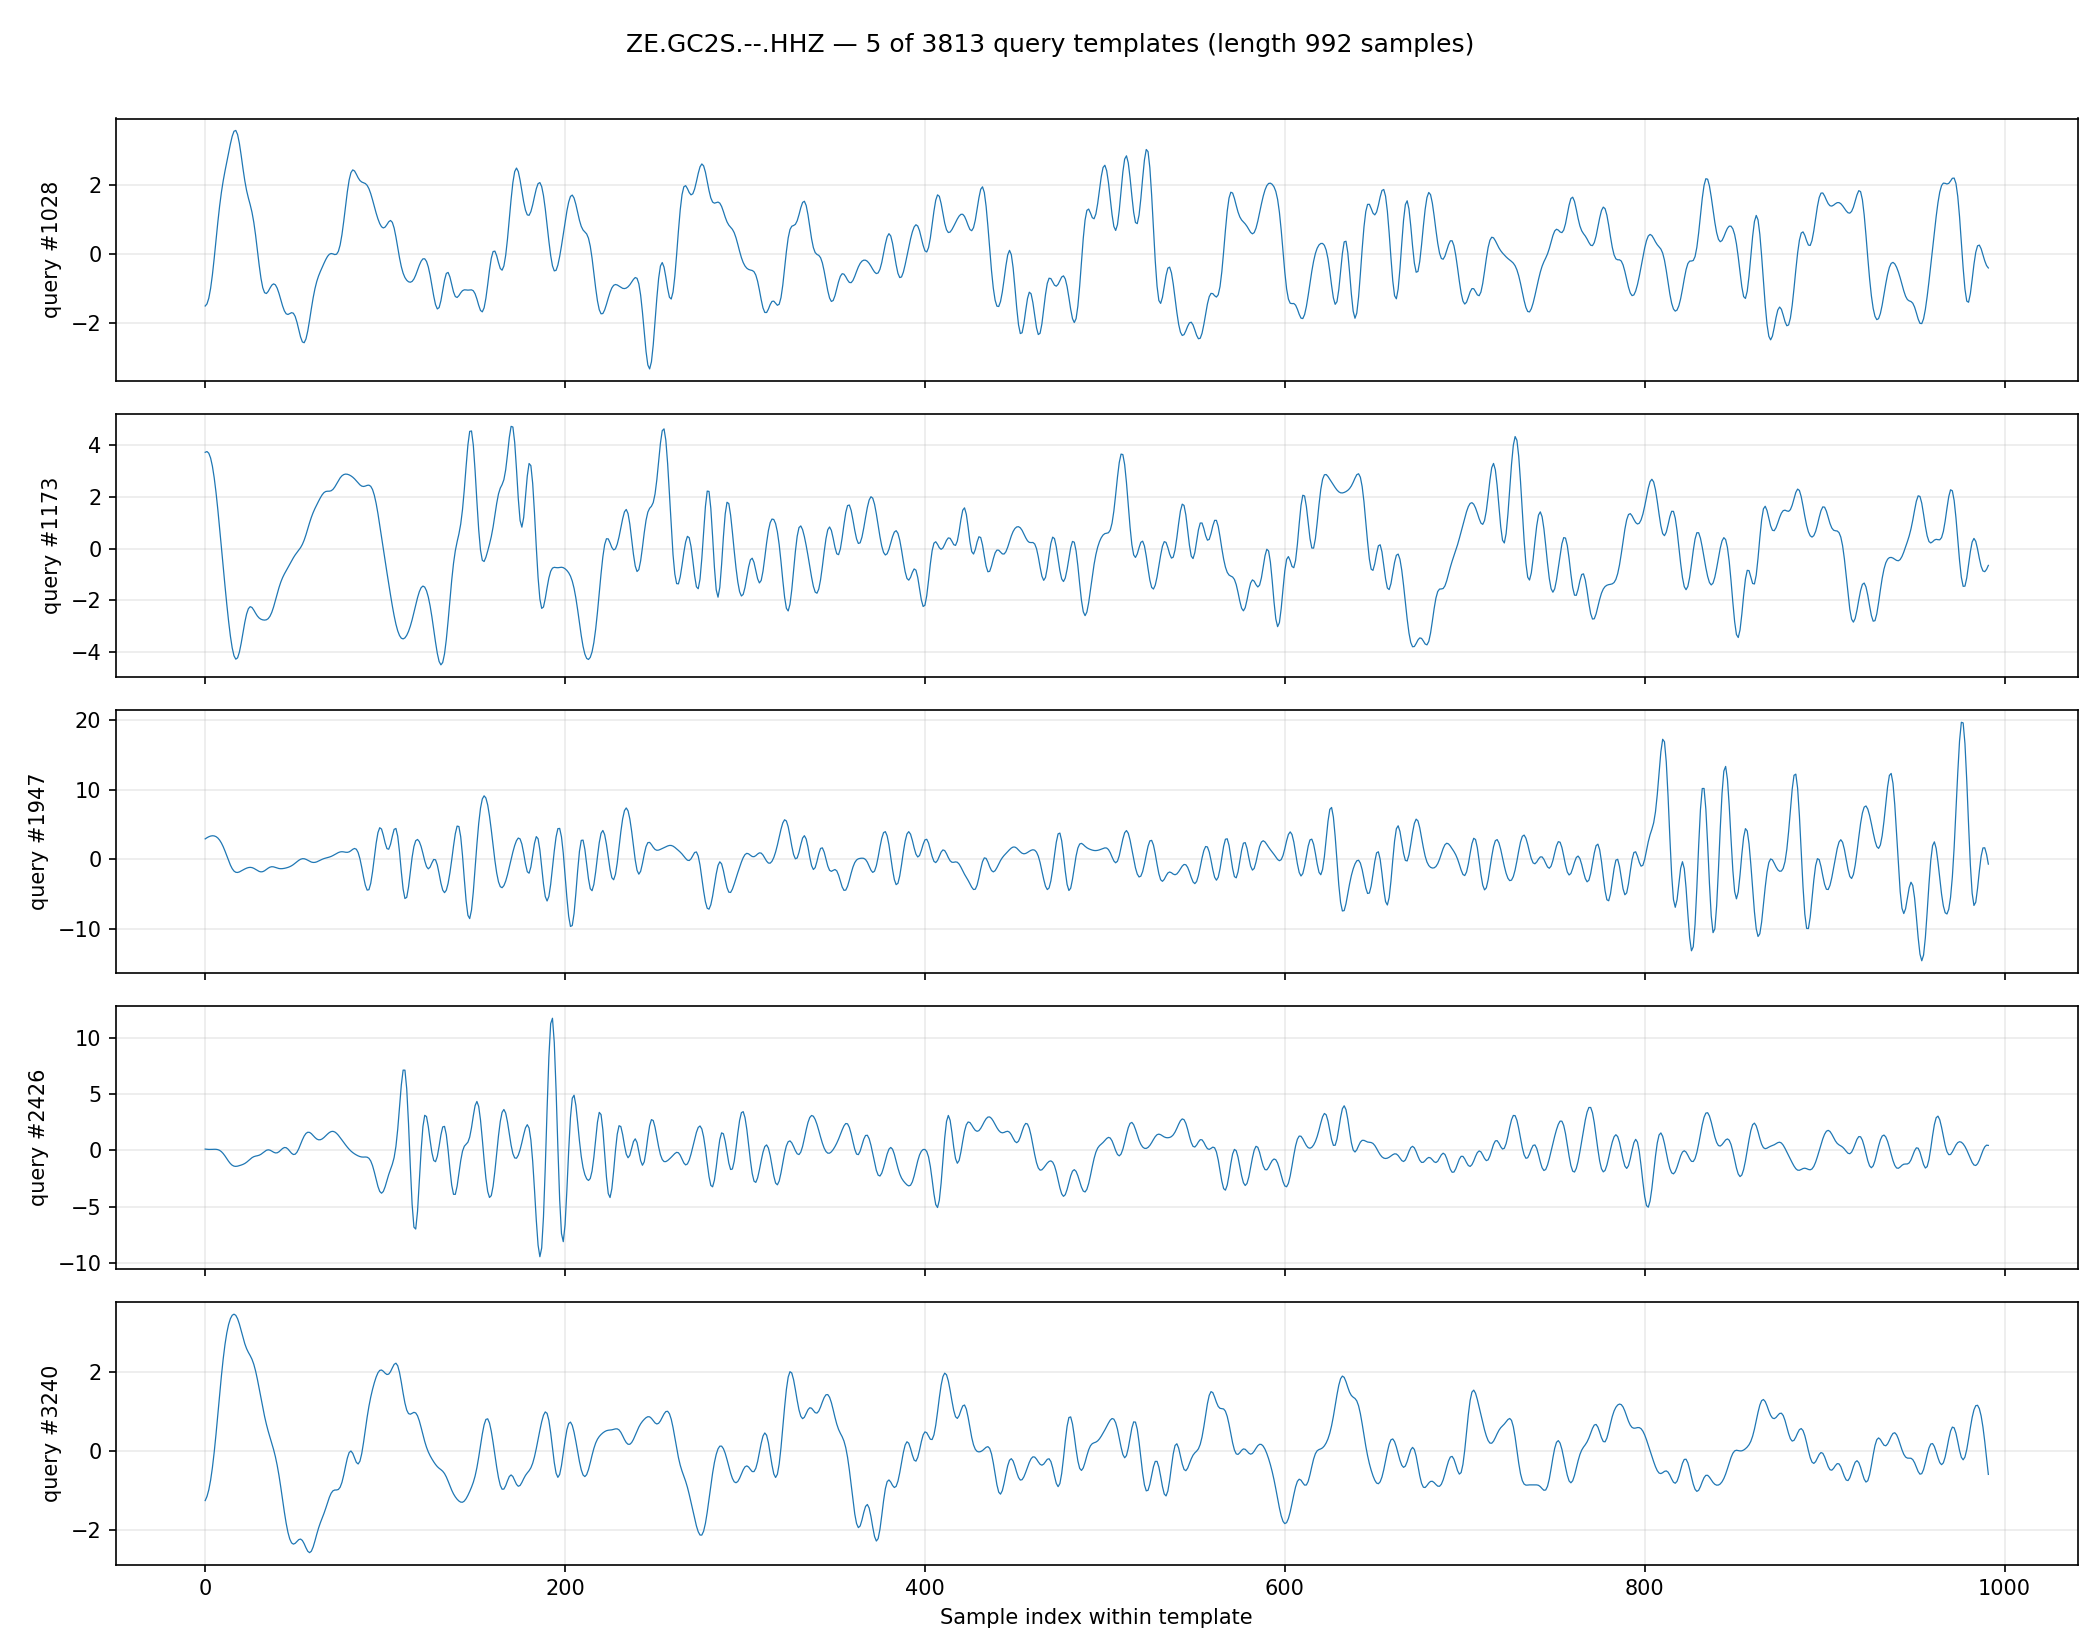 ZE.GC2S.--.HHZ — 5 of 3813 query templates (length 992 samples)
2
0
−2
query #1028
4
2
0
−2
−4
query #1173
20
10
0
−10
query #1947
10
5
0
−5
−10
query #2426
2
0
−2
query #3240
0 200 400 600 800 1000
Sample index within template